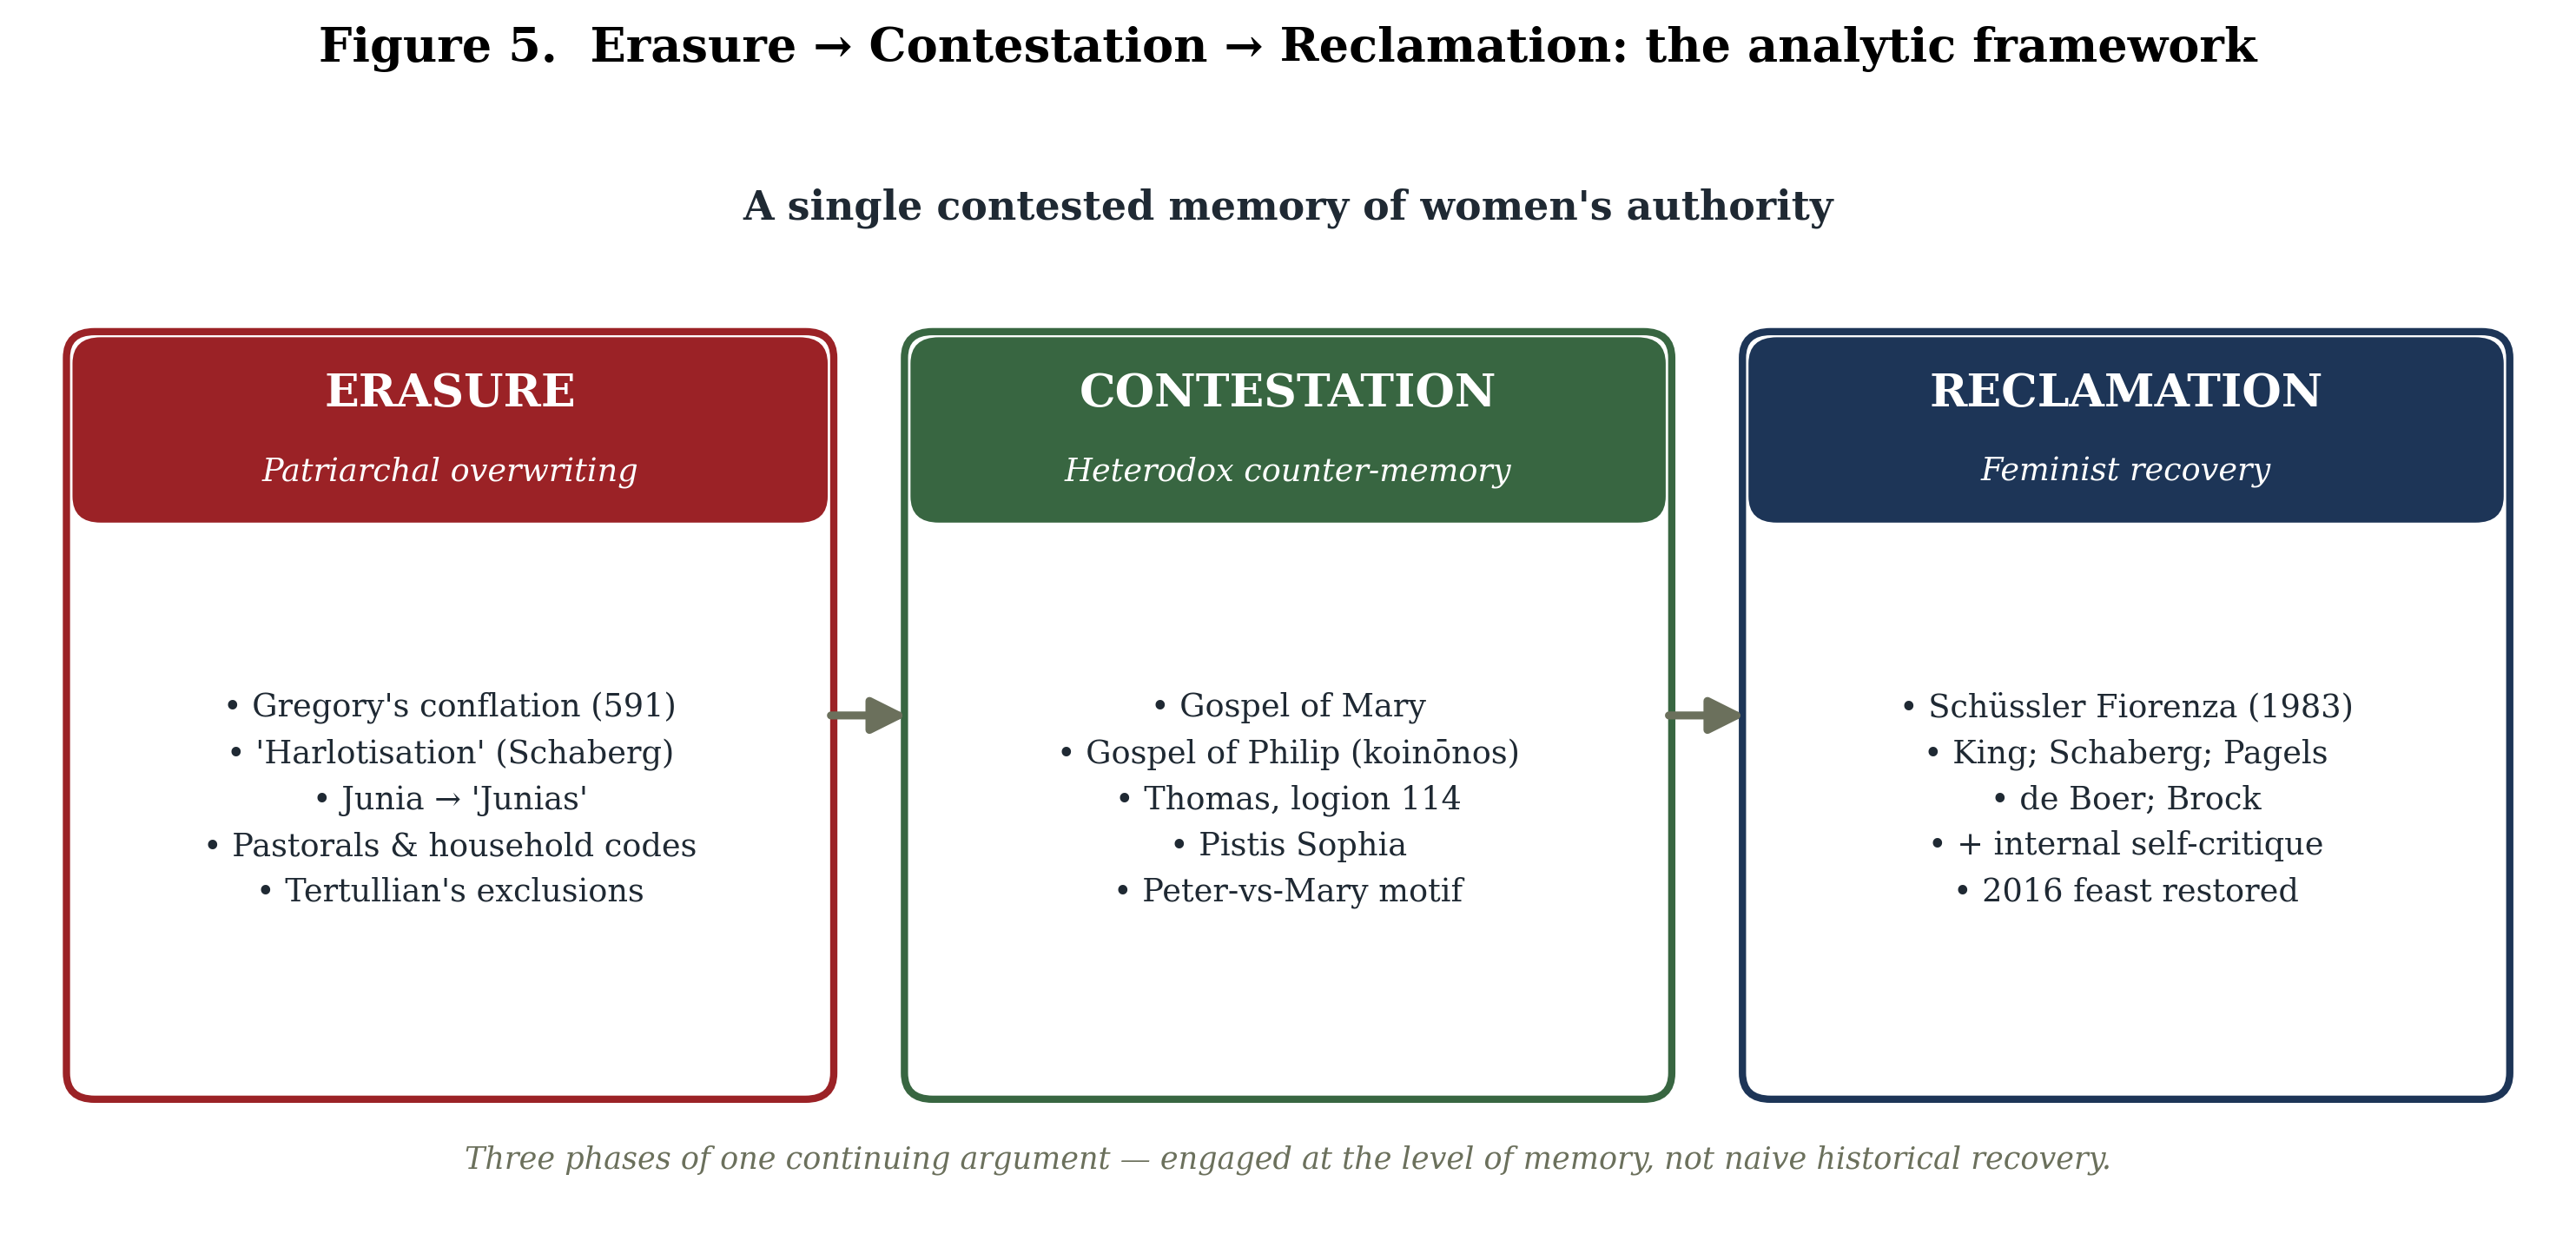 Figure 5. Erasure → Contestation → Reclamation: the analytic framework
A single contested memory of women's authority
ERASURE
Patriarchal overwriting
• Gregory's conflation (591)
• 'Harlotisation' (Schaberg)
• Junia → 'Junias'
• Pastorals & household codes
• Tertullian's exclusions
CONTESTATION
Heterodox counter-memory
• Gospel of Mary
• Gospel of Philip (koinōnos)
• Thomas, logion 114
• Pistis Sophia
• Peter-vs-Mary motif
RECLAMATION
Feminist recovery
• Schüssler Fiorenza (1983)
• King; Schaberg; Pagels
• de Boer; Brock
• + internal self-critique
• 2016 feast restored
Three phases of one continuing argument — engaged at the level of memory, not naive historical recovery.